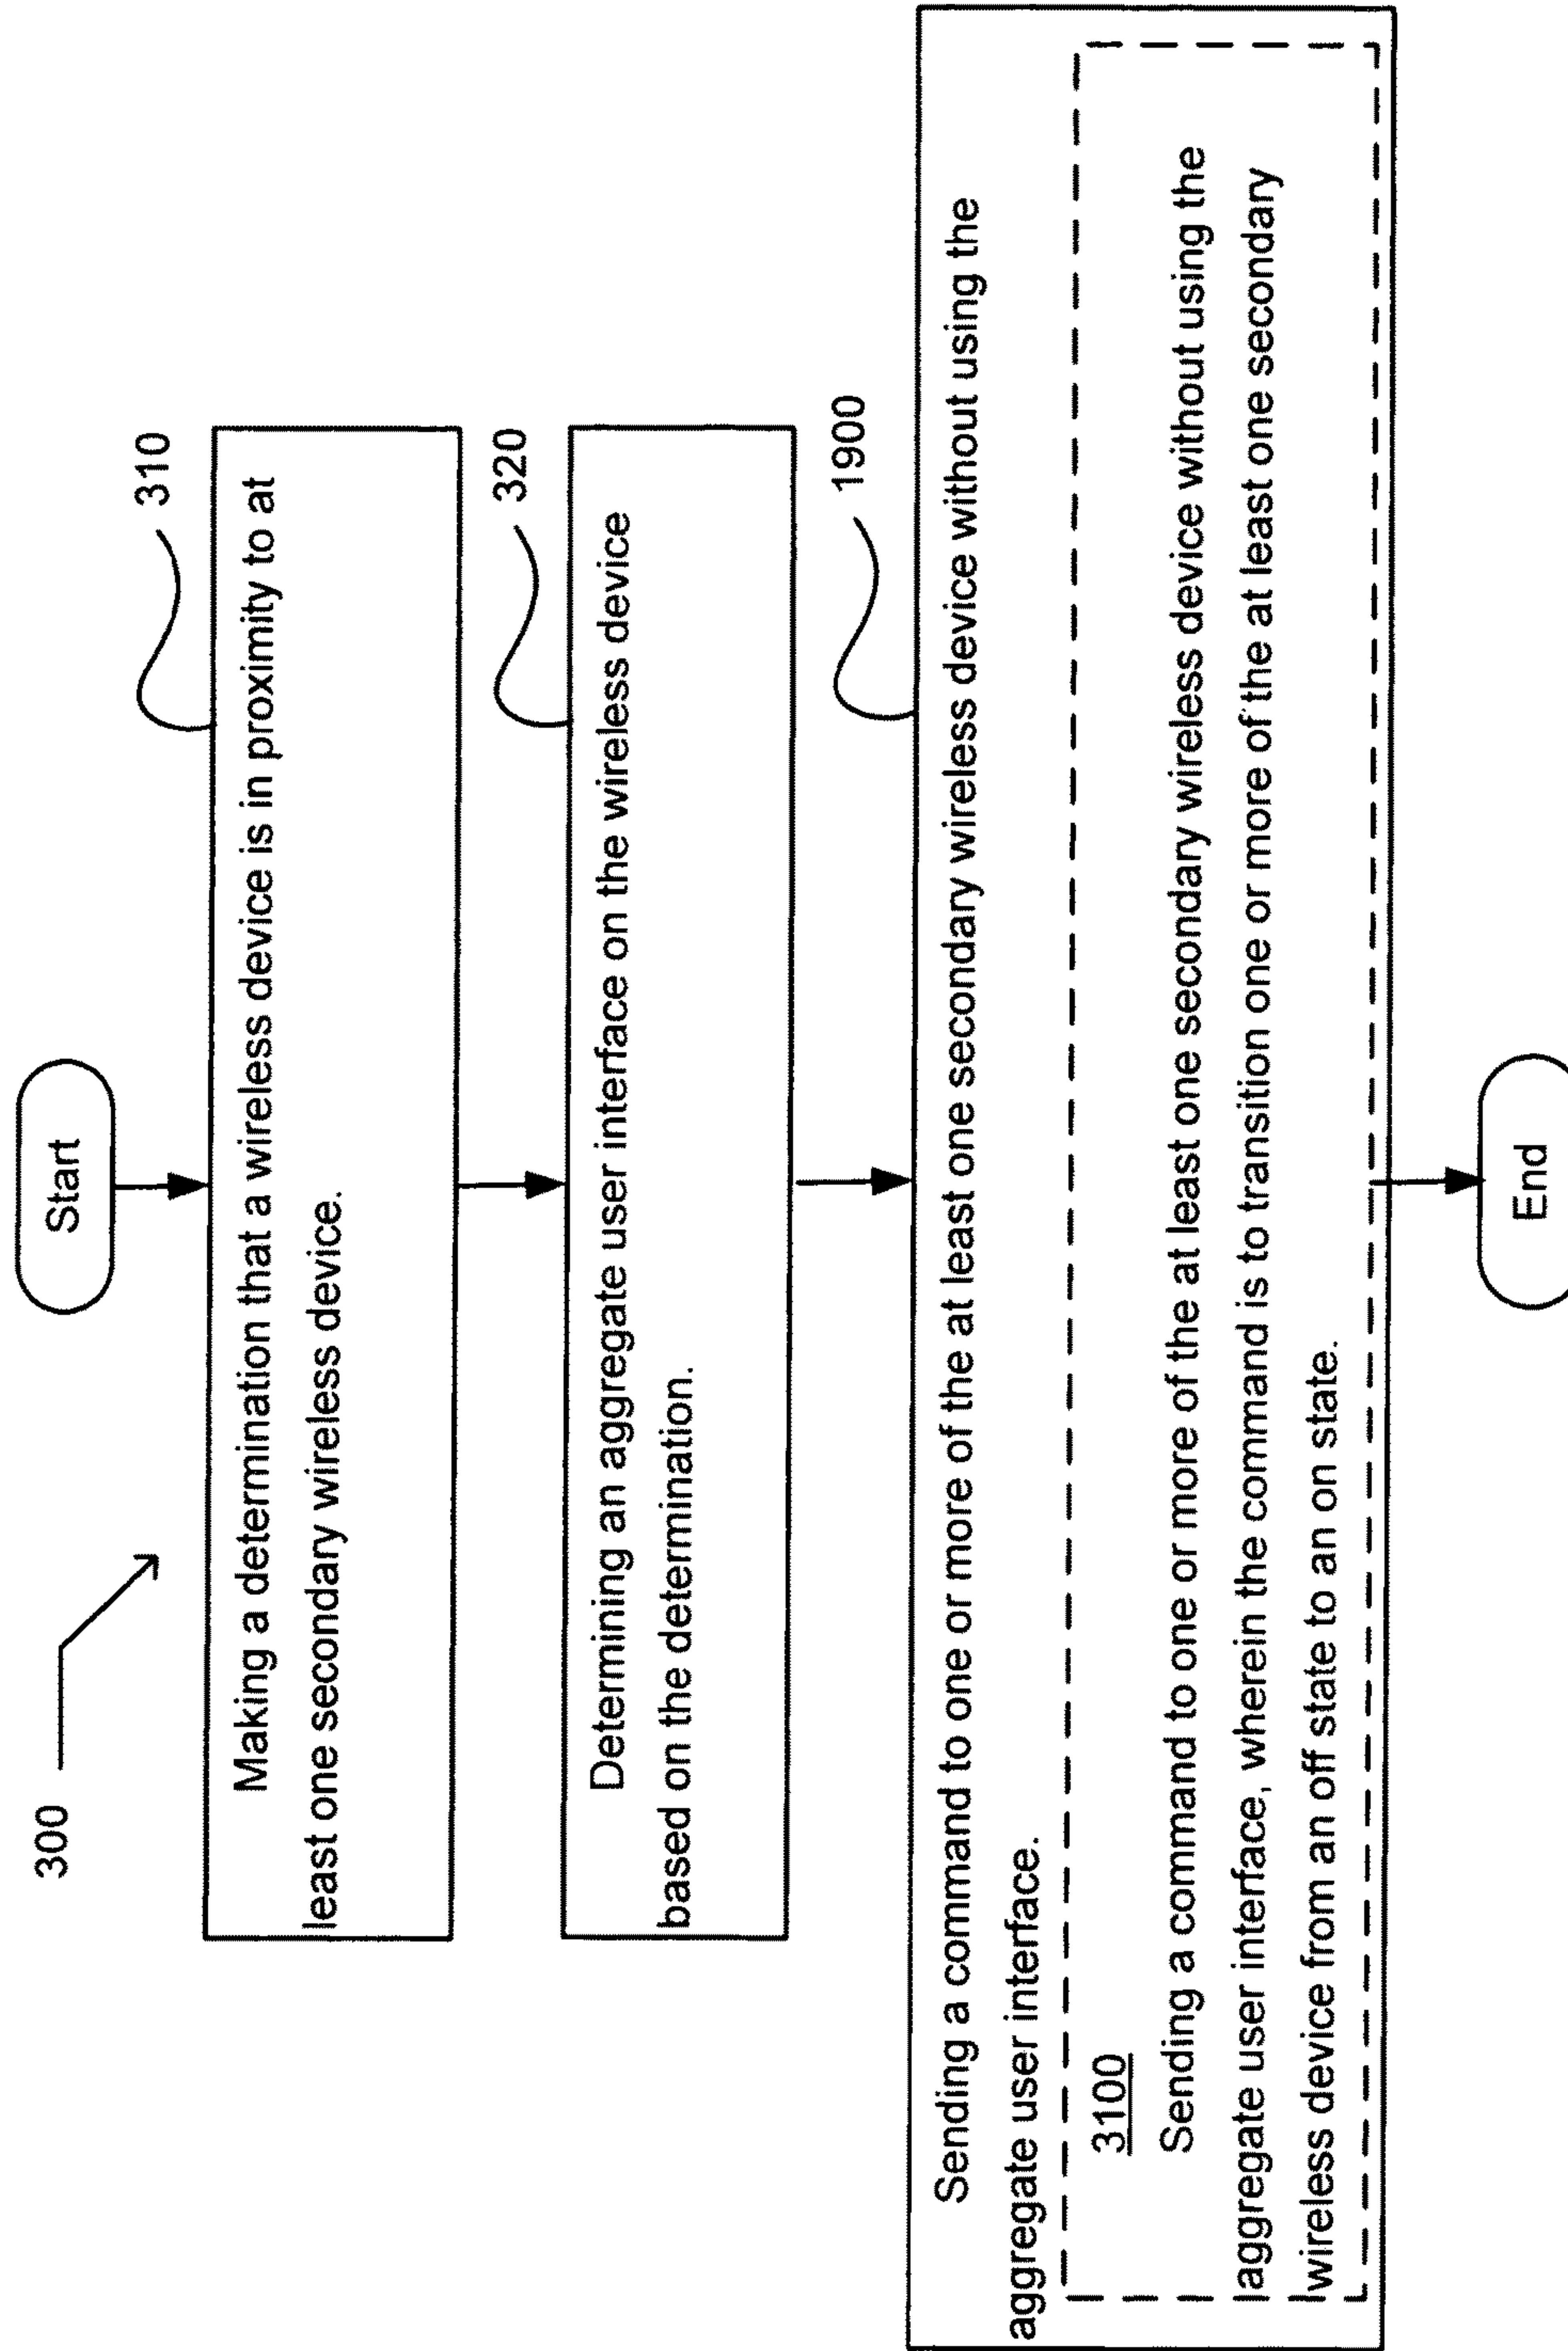 300
Start
310
Making a determination that a wireless device is in proximity to at
least one secondary wireless device.
320
Determining an aggregate user interface on the wireless device
based on the determination.
1900
Sending a command to one or more of the at least one secondary wireless device without using the
aggregate user interface.
3100
Sending a command to one or more of the at least one secondary wireless device without using the
aggregate user interface, wherein the command is to transition one or more of the at least one secondary
wireless device from an off state to an on state.
End